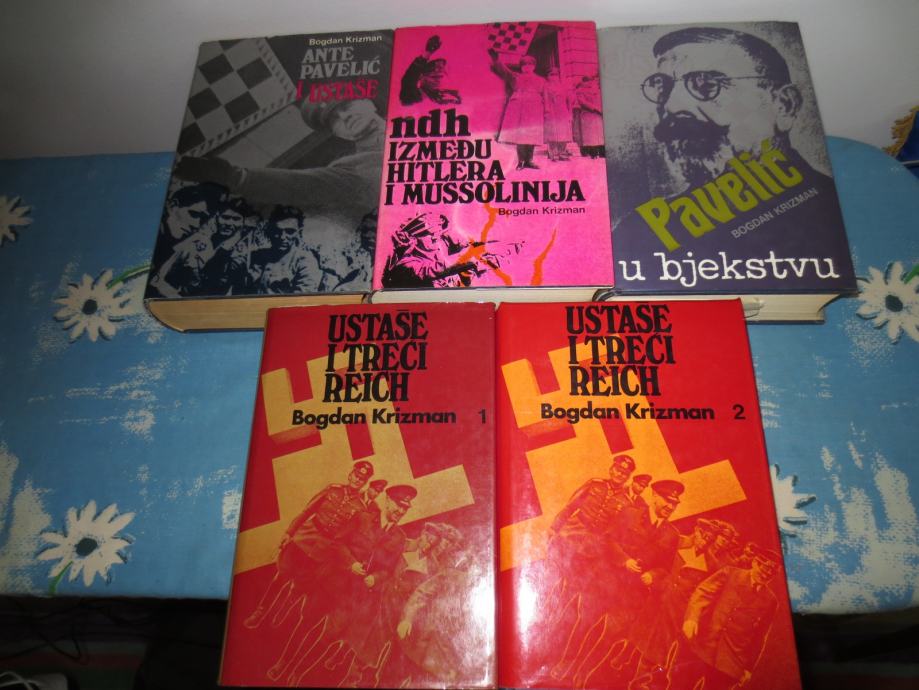 Bogdan Krizman
ANTE
PAVELIĆ
I USTAŠE
ndh
IZMEĐU
HITLERA
I MUSSOLINIJA
Bogdan Krizman
Pavelić
BOGDAN KRIZMAN
u bjekstvu
USTAŠE
I TREĆI
REICH
Bogdan Krizman 1
USTAŠE
I TREĆI
REICH
Bogdan Krizman 2